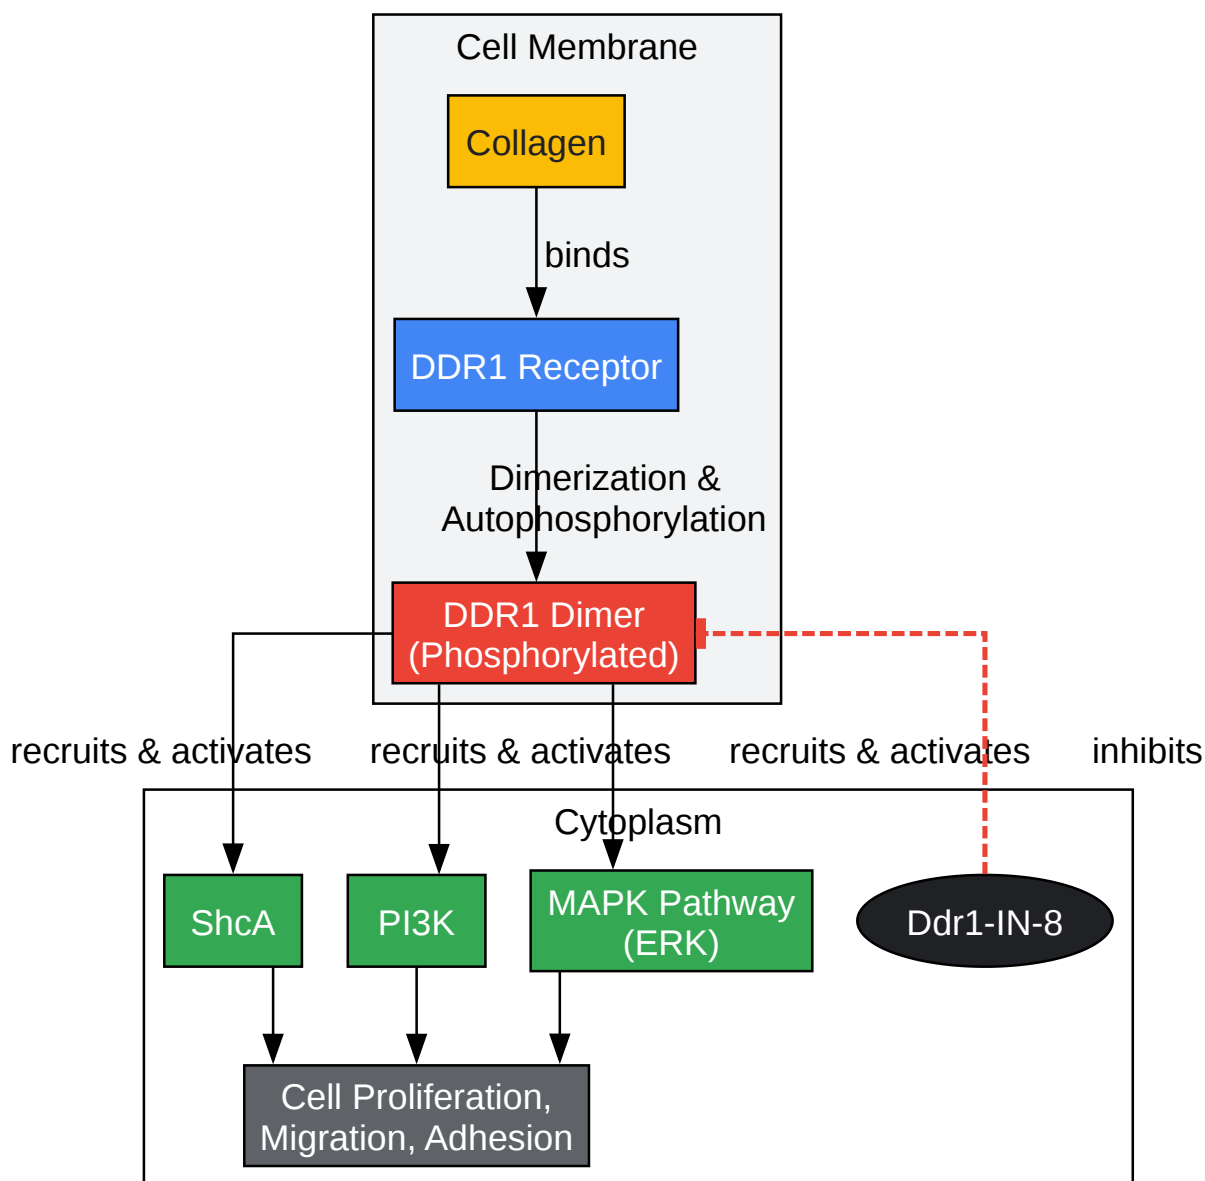 Cell Membrane
Collagen
binds
DDR1 Receptor
Dimerization &
Autophosphorylation
DDR1 Dimer
(Phosphorylated)
recruits & activates
recruits & activates
recruits & activates
inhibits
Cytoplasm
ShcA
PI3K
MAPK Pathway
(ERK)
Ddr1-IN-8
Cell Proliferation,
Migration, Adhesion